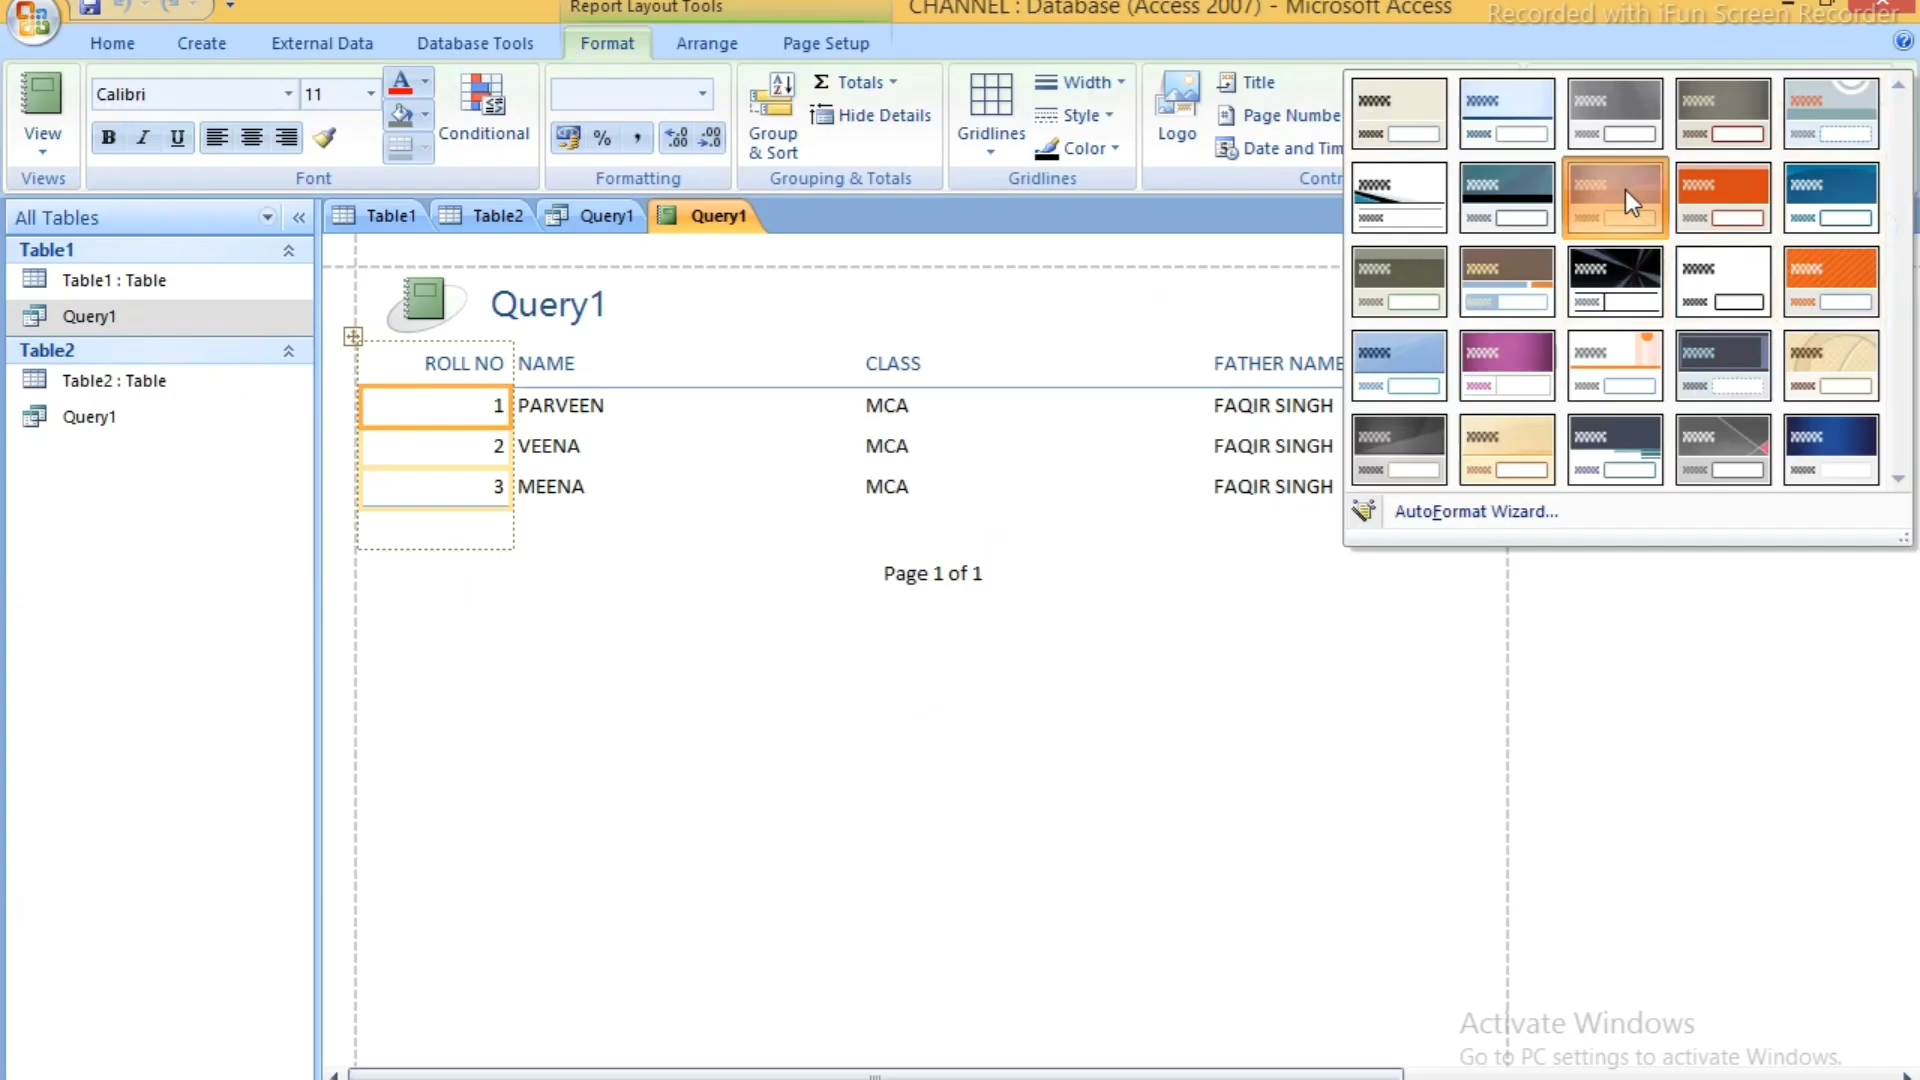 Report Layout Tools
CHANNEL : Database (Access 2007) - Microsoft Access
Recorded with iFun Screen Recorder
Home
Create
External Data
Database Tools
Format
Arrange
Page Setup
Calibri
11
View
Views
B I U
Font
Conditional
%
,
.00
.00
Formatting
Group & Sort
Σ Totals
Hide Details
Grouping & Totals
Gridlines
Width
Style
Color
Gridlines
Logo
Title
Page Numbe
Date and Tim
Contr
AutoFormat Wizard...
All Tables
Table1
Table1 : Table
Query1
Table2
Table2 : Table
Query1
Table1
Table2
Query1
Query1
Query1
ROLL NO NAME CLASS FATHER NAME
1 PARVEEN MCA FAQIR SINGH
2 VEENA MCA FAQIR SINGH
3 MEENA MCA FAQIR SINGH
Page 1 of 1
Activate Windows
Go to PC settings to activate Windows.